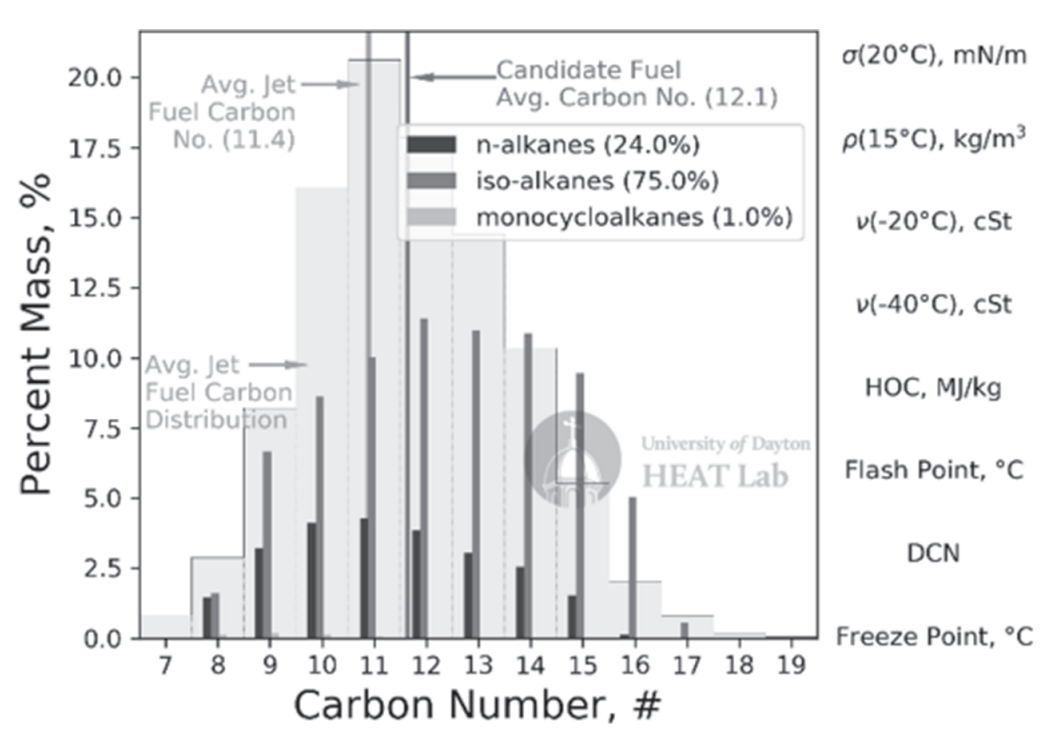 σ(20°C), mN/m
20.0
Avg. Jet
Fuel Carbon
No. (11.4)
Candidate Fuel
Avg. Carbon No. (12.1)
ρ(15°C), kg/m³
17.5
n-alkanes (24.0%)
iso-alkanes (75.0%)
monocycloalkanes (1.0%)
15.0
ν(-20°C), cSt
12.5
ν(-40°C), cSt
10.0
Avg. Jet
Fuel Carbon
Distribution
HOC, MJ/kg
7.5
University of Dayton
HEAT Lab
Flash Point, °C
5.0
2.5
DCN
0.0
Freeze Point, °C
Percent Mass, %
7 8 9 10 11 12 13 14 15 16 17 18 19
Carbon Number, #